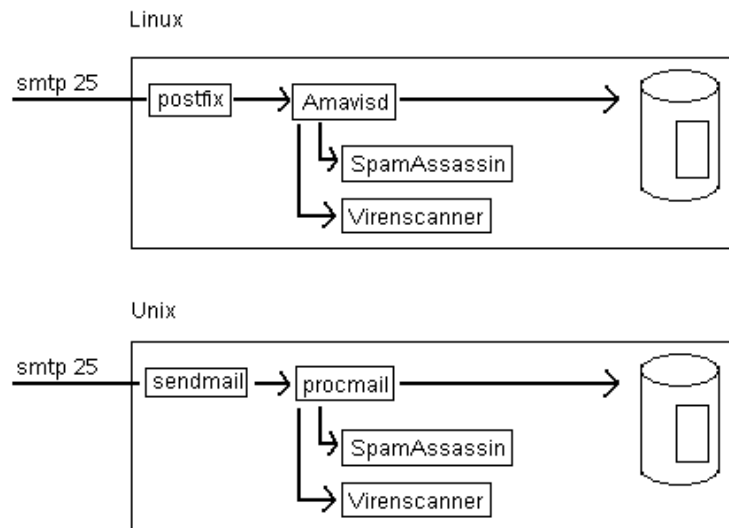 Linux
smtp 25
postfix
Amavisd
SpamAssassin
Virenscanner
Unix
smtp 25
sendmail
procmail
SpamAssassin
Virenscanner